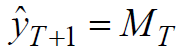 ŷ_{T+1} = M_T